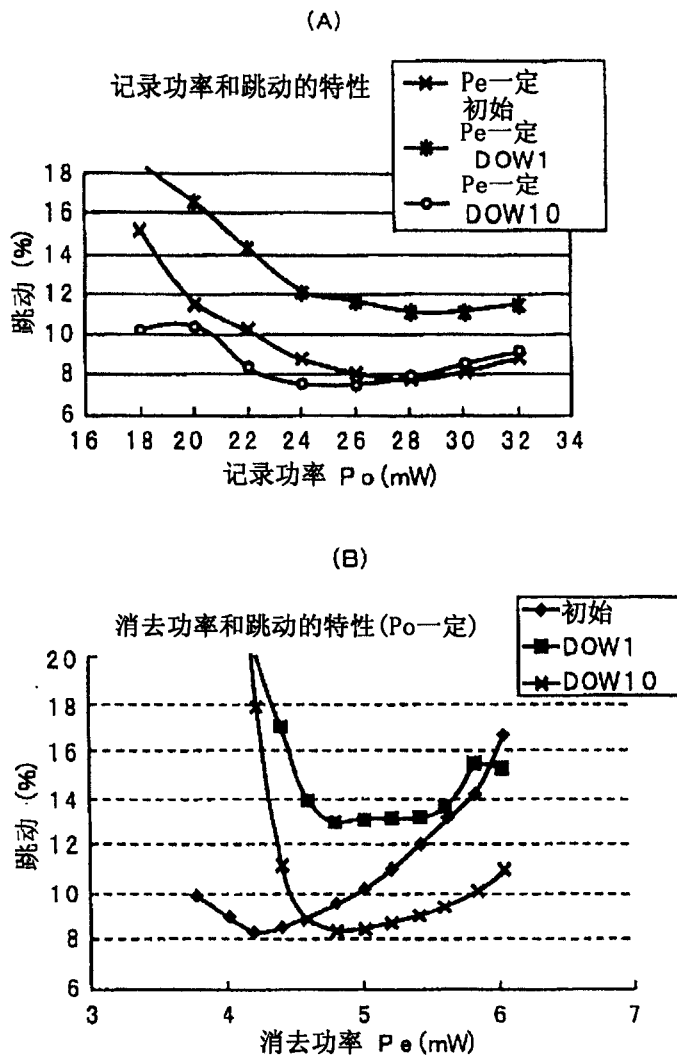 (A)
记录功率和跳动的特性
Pe一定
初始
Pe一定
DOW1
Pe一定
DOW10
18
16
14
12
10
8
6
跳动 (%)
16 18 20 22 24 26 28 30 32 34
记录功率 Po(mW)
(B)
消去功率和跳动的特性(Po一定)
初始
DOW1
DOW10
20
18
16
14
12
10
8
6
跳动 (%)
3 4 5 6 7
消去功率 Pe(mW)